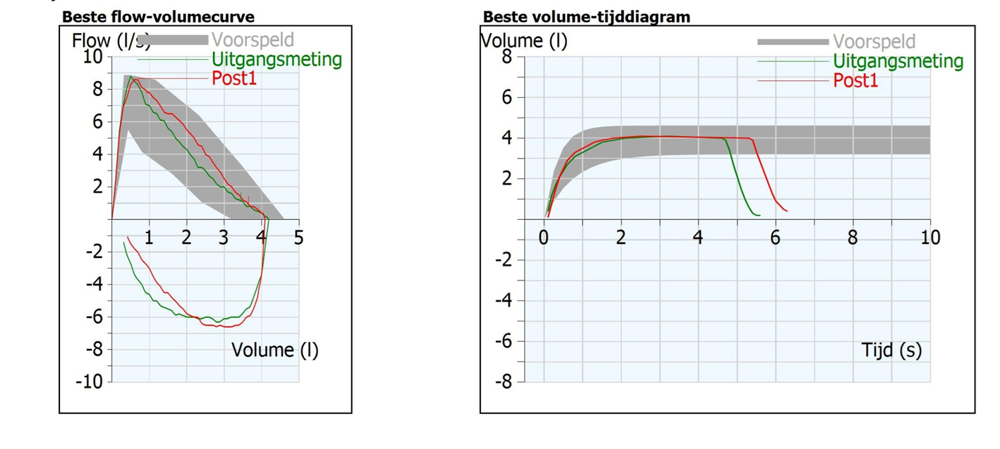 Beste flow-volumecurve
Flow (l/s)
Voorspeld
Uitgangsmeting
Post1
10
8
6
4
2
1 2 3 4 5
-2
-4
-6
-8
-10
Volume (l)
Beste volume-tijddiagram
Volume (l)
Voorspeld
Uitgangsmeting
Post1
8
6
4
2
0 2 4 6 8 10
-2
-4
-6
-8
Tijd (s)